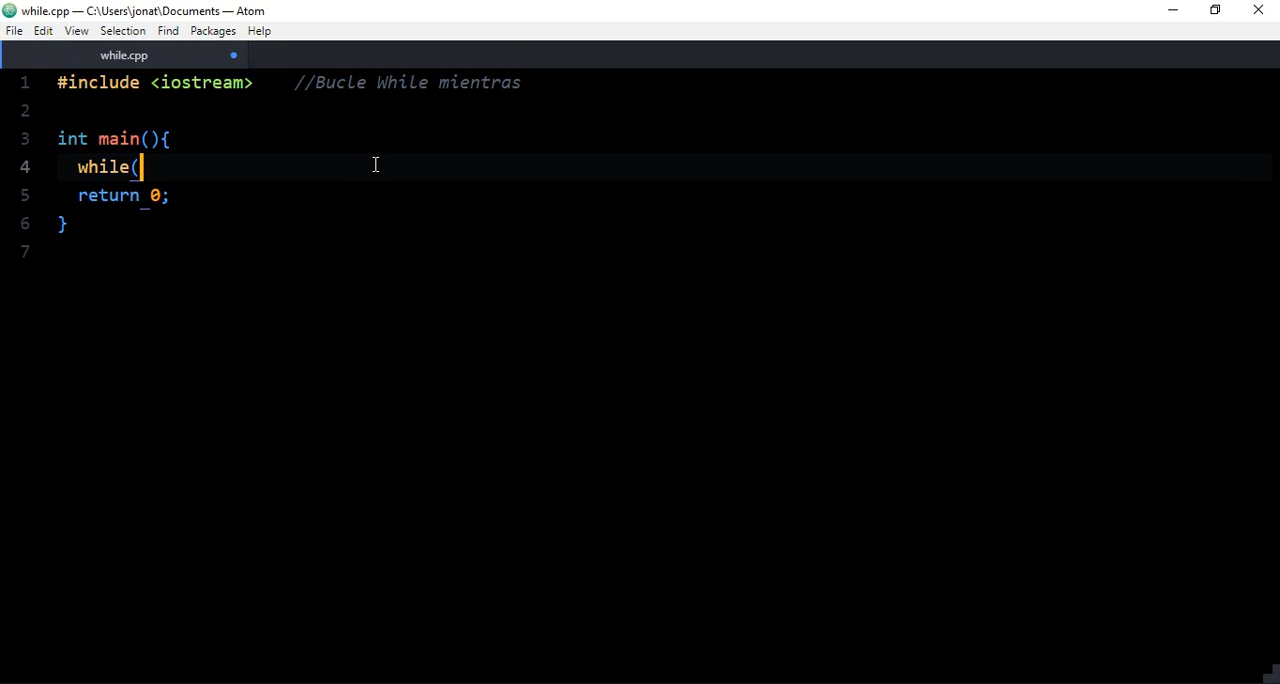 while.cpp — C:\Users\jonat\Documents — Atom
File Edit View Selection Find Packages Help
while.cpp
1 #include <iostream> //Bucle While mientras
2
3 int main(){
4 while(
5 return 0;
6 }
7